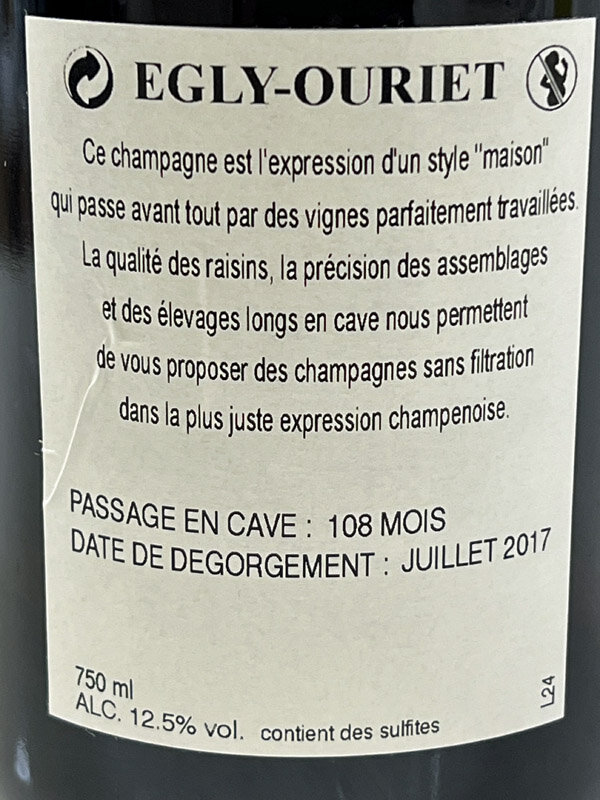 EGLY-OURIET
Ce champagne est l'expression d'un style "maison"
qui passe avant tout par des vignes parfaitement travaillées.
La qualité des raisins, la précision des assemblages
et des élevages longs en cave nous permettent
de vous proposer des champagnes sans filtration
dans la plus juste expression champenoise.
PASSAGE EN CAVE : 108 MOIS
DATE DE DEGORGEMENT : JUILLET 2017
750 ml
ALC. 12.5% vol. contient des sulfites
L24